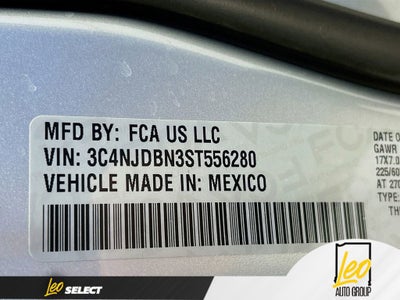 MFD BY: FCA US LLC
VIN: 3C4NJDBN3ST556280
VEHICLE MADE IN: MEXICO
DATE O
GAWR
17X7.0
225/60
AT 270
TYPE:
TH
Leo SELECT
Leo
AUTO GROUP